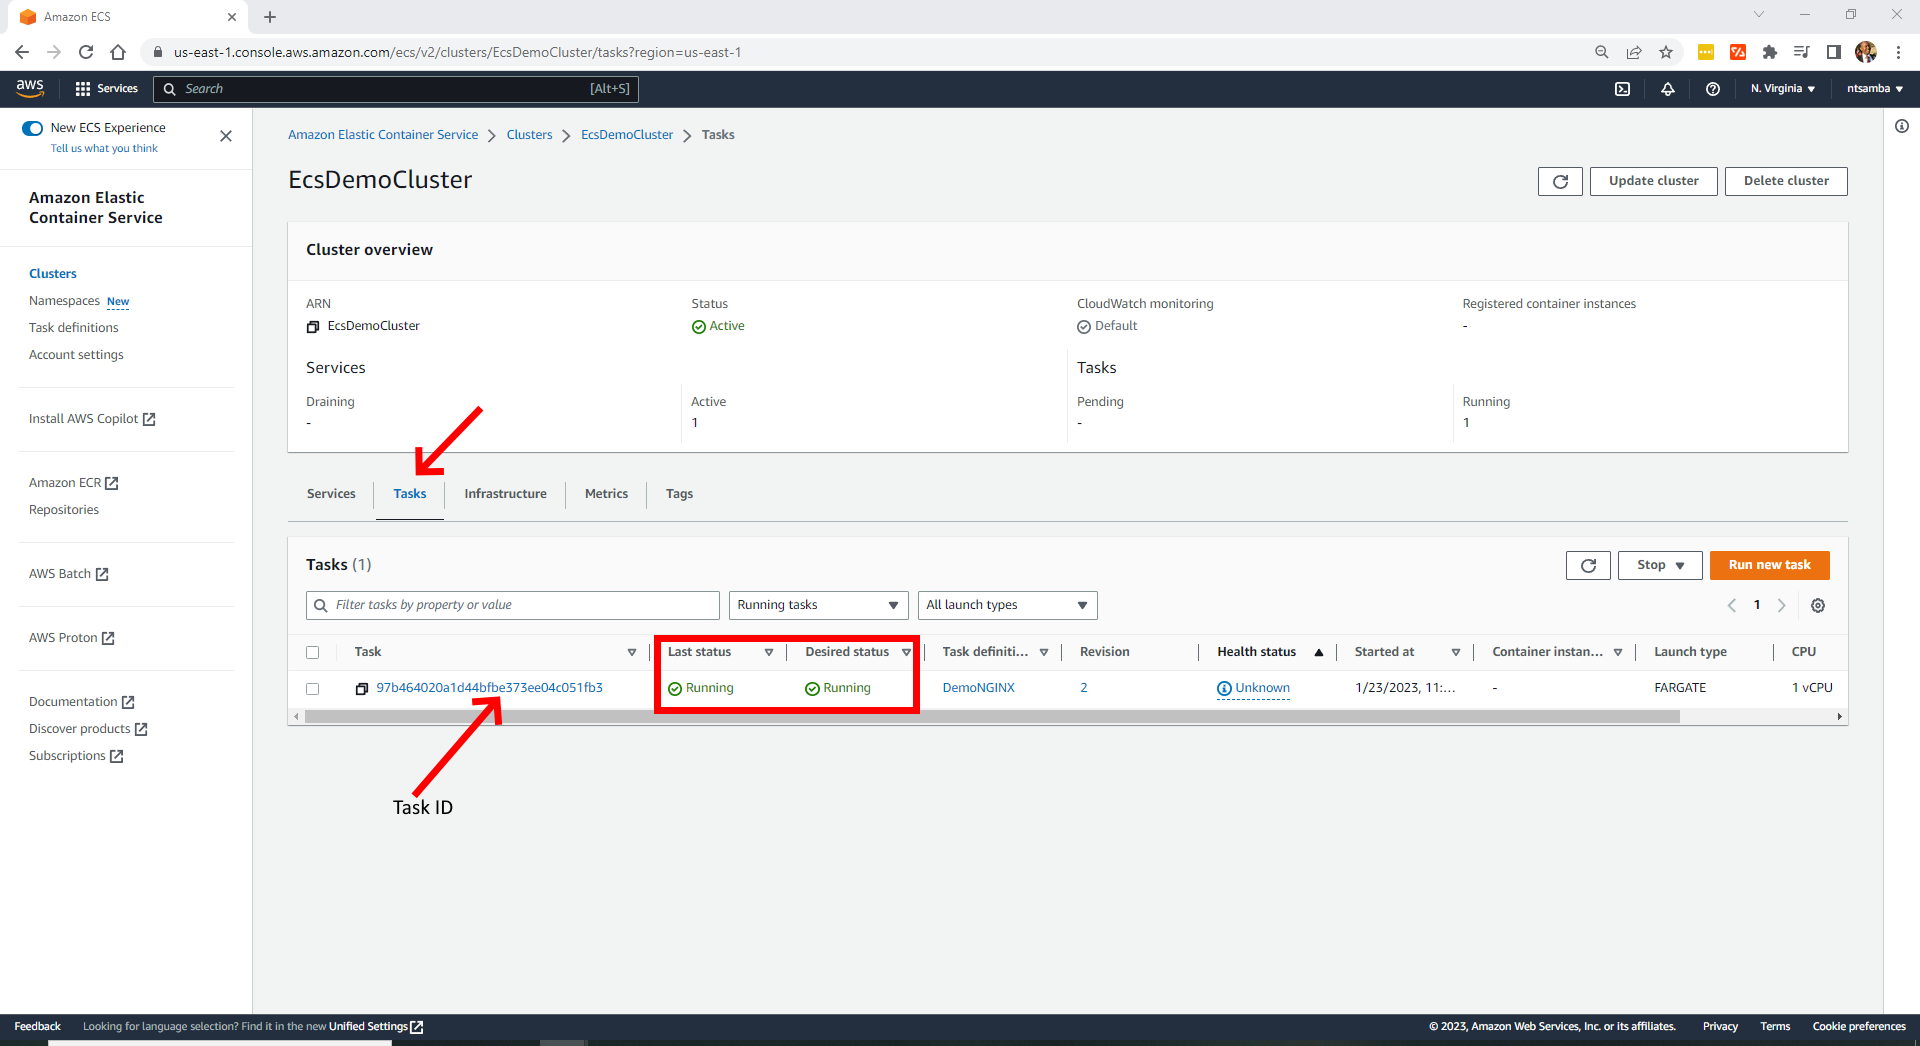 Amazon ECS
us-east-1.console.aws.amazon.com/ecs/v2/clusters/EcsDemoCluster/tasks?region=us-east-1
aws Services Search [Alt+S] N. Virginia ntsamba
New ECS Experience
Tell us what you think
Amazon Elastic
Container Service
Clusters
Namespaces New
Task definitions
Account settings
Install AWS Copilot
Amazon ECR
Repositories
AWS Batch
AWS Proton
Documentation
Discover products
Subscriptions
Amazon Elastic Container Service Clusters EcsDemoCluster Tasks
EcsDemoCluster Update cluster Delete cluster
Cluster overview
ARN Status CloudWatch monitoring Registered container instances
EcsDemoCluster Active Default -
Services Tasks
Draining Active Pending Running
- 1 - 1
Services Tasks Infrastructure Metrics Tags
Tasks (1) Stop Run new task
Filter tasks by property or value Running tasks All launch types 1
Task Last status Desired status Task definiti... Revision Health status Started at Container instan... Launch type CPU
97b464020a1d44bfbe373ee04c051fb3 Running Running DemoNGINX 2 Unknown 1/23/2023, 11:... - FARGATE 1 vCPU
Task ID
Feedback Looking for language selection? Find it in the new Unified Settings © 2023, Amazon Web Services, Inc. or its affiliates. Privacy Terms Cookie preferences